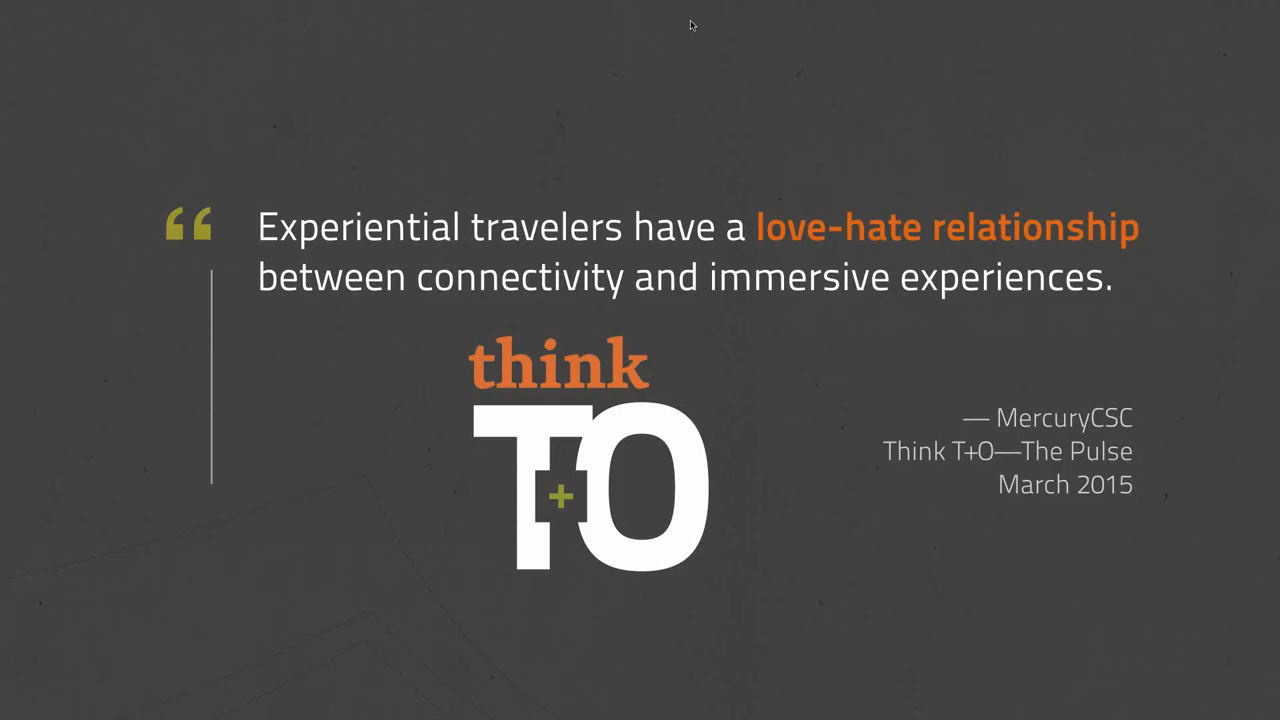 “
Experiential travelers have a love-hate relationship
between connectivity and immersive experiences.
think
T+O
— MercuryCSC
Think T+O—The Pulse
March 2015